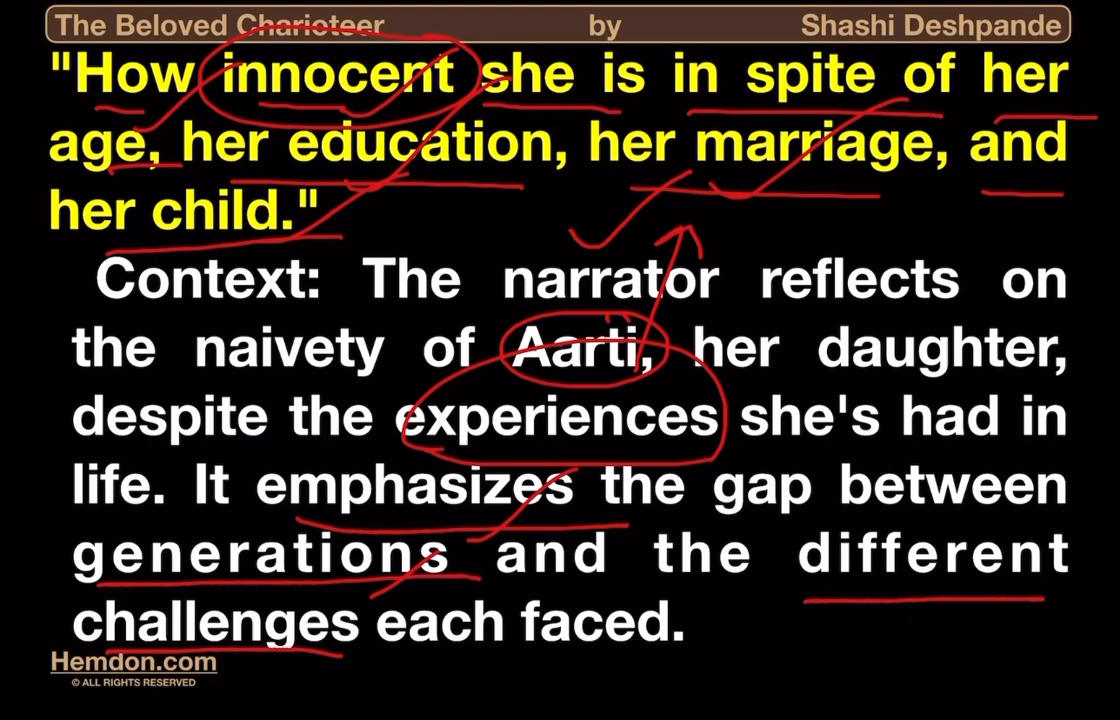 The Beloved Charioteer by Shashi Deshpande
"How innocent she is in spite of her
age, her education, her marriage, and
her child."
Context: The narrator reflects on
the naivety of Aarti, her daughter,
despite the experiences she's had in
life. It emphasizes the gap between
generations and the different
challenges each faced.
Hemdon.com
© ALL RIGHTS RESERVED